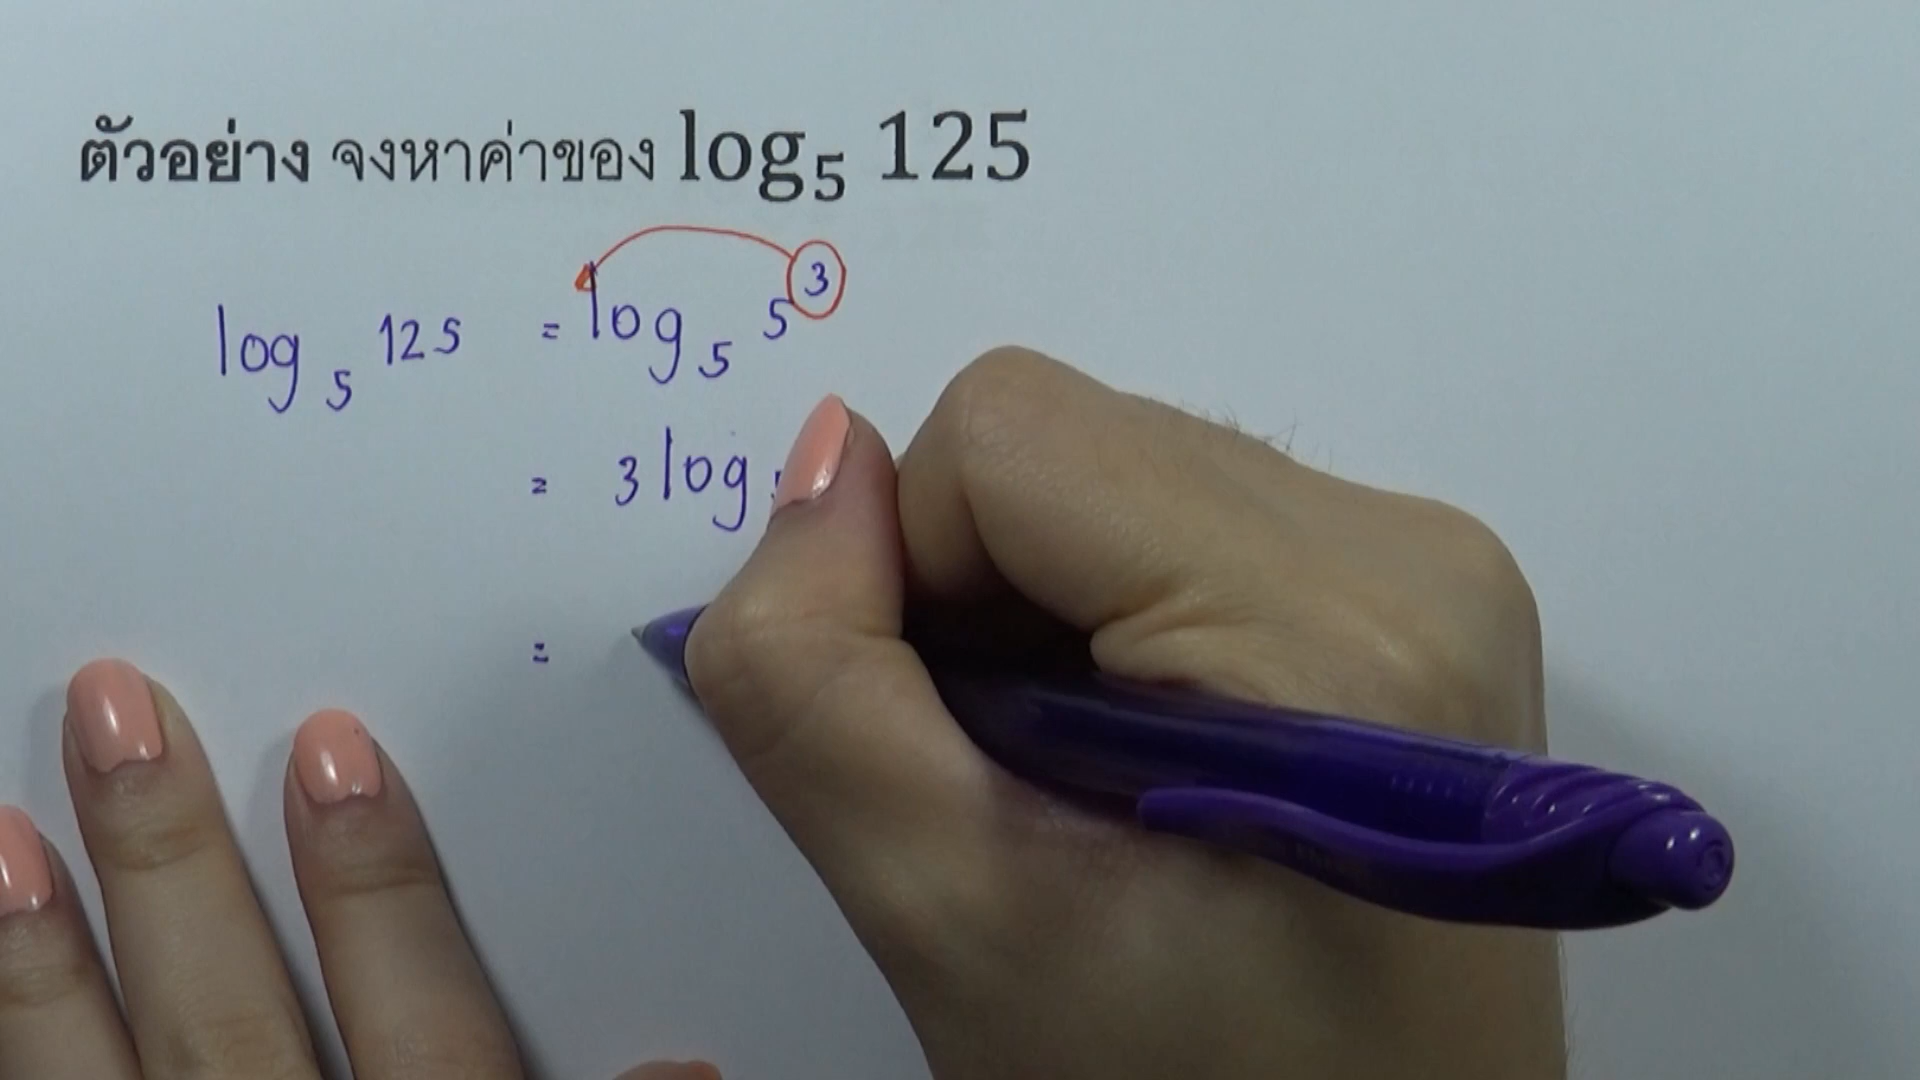 ตัวอย่าง จงหาค่าของ log₅ 125
log₅ 125 = log₅ 5³
= 3 log
=